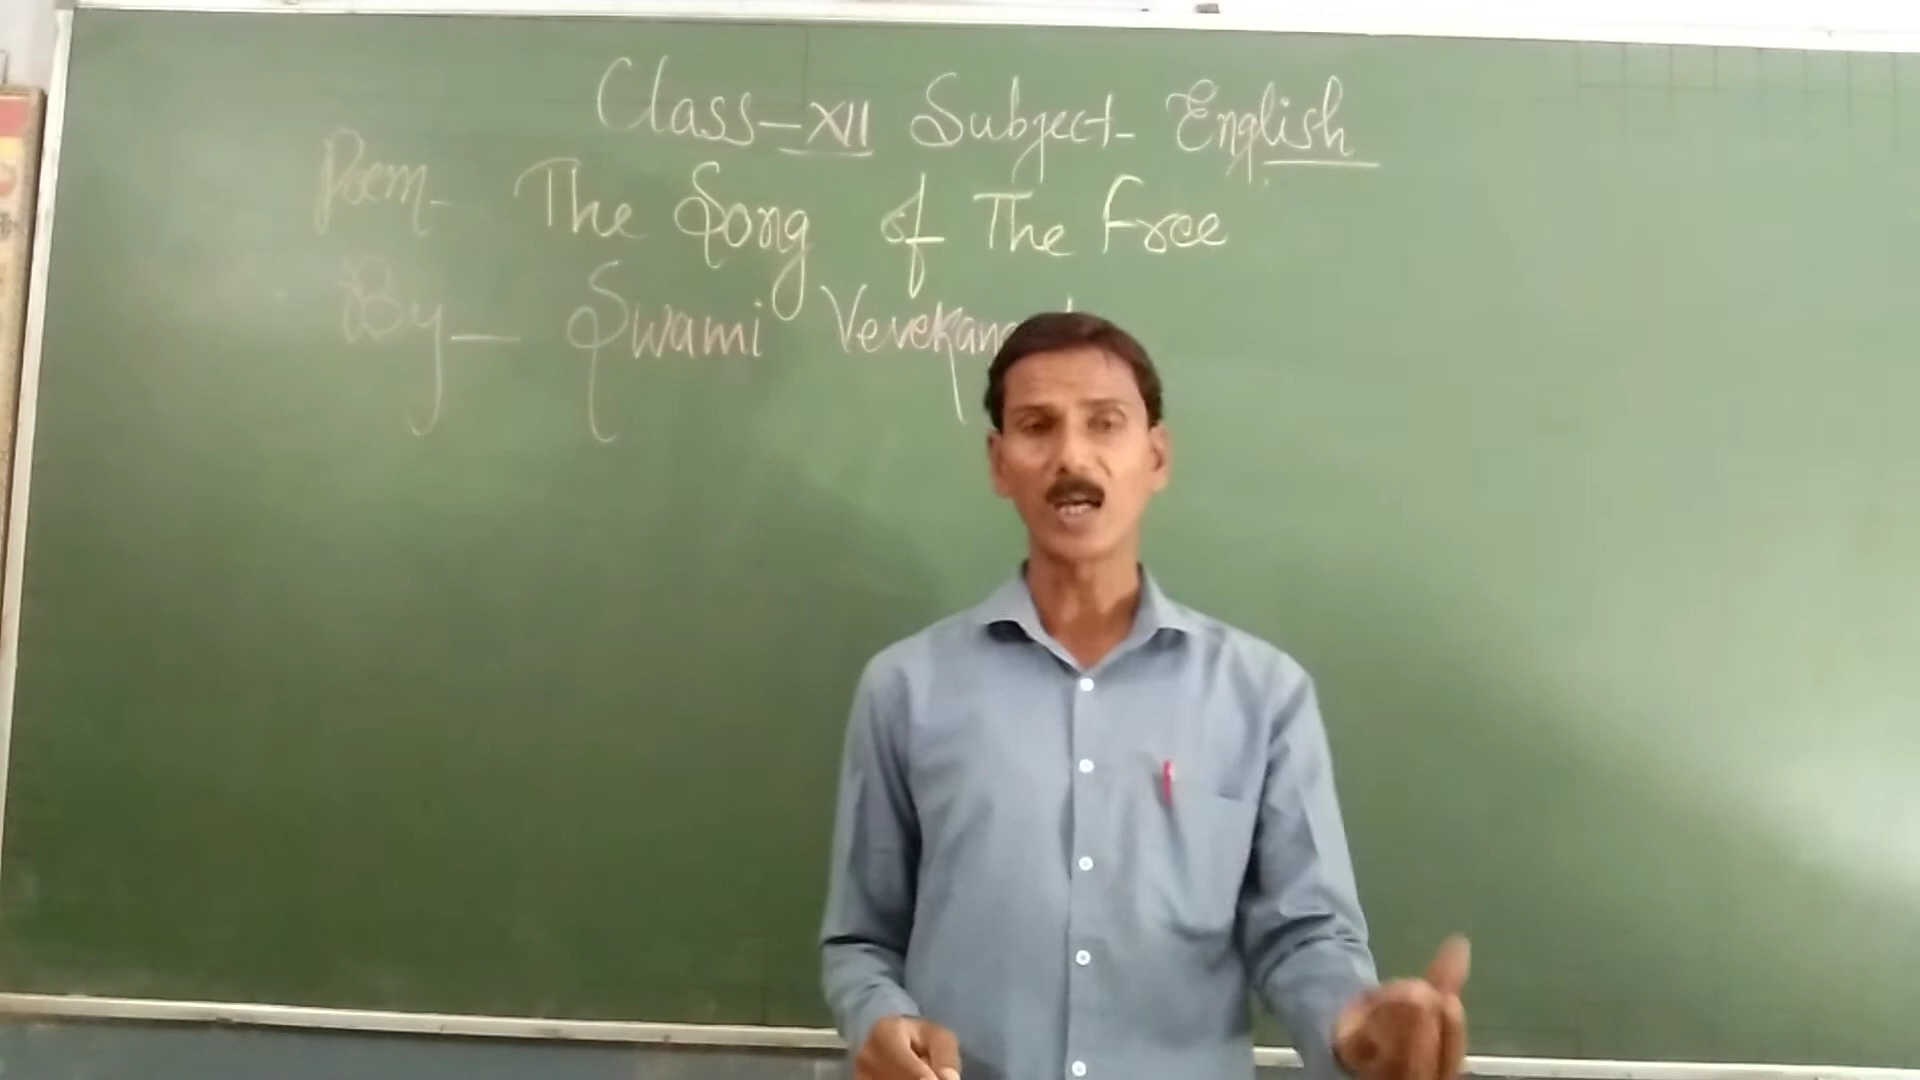 Class-XII Subject- English
Poem- The Song of The Free
By- Swami